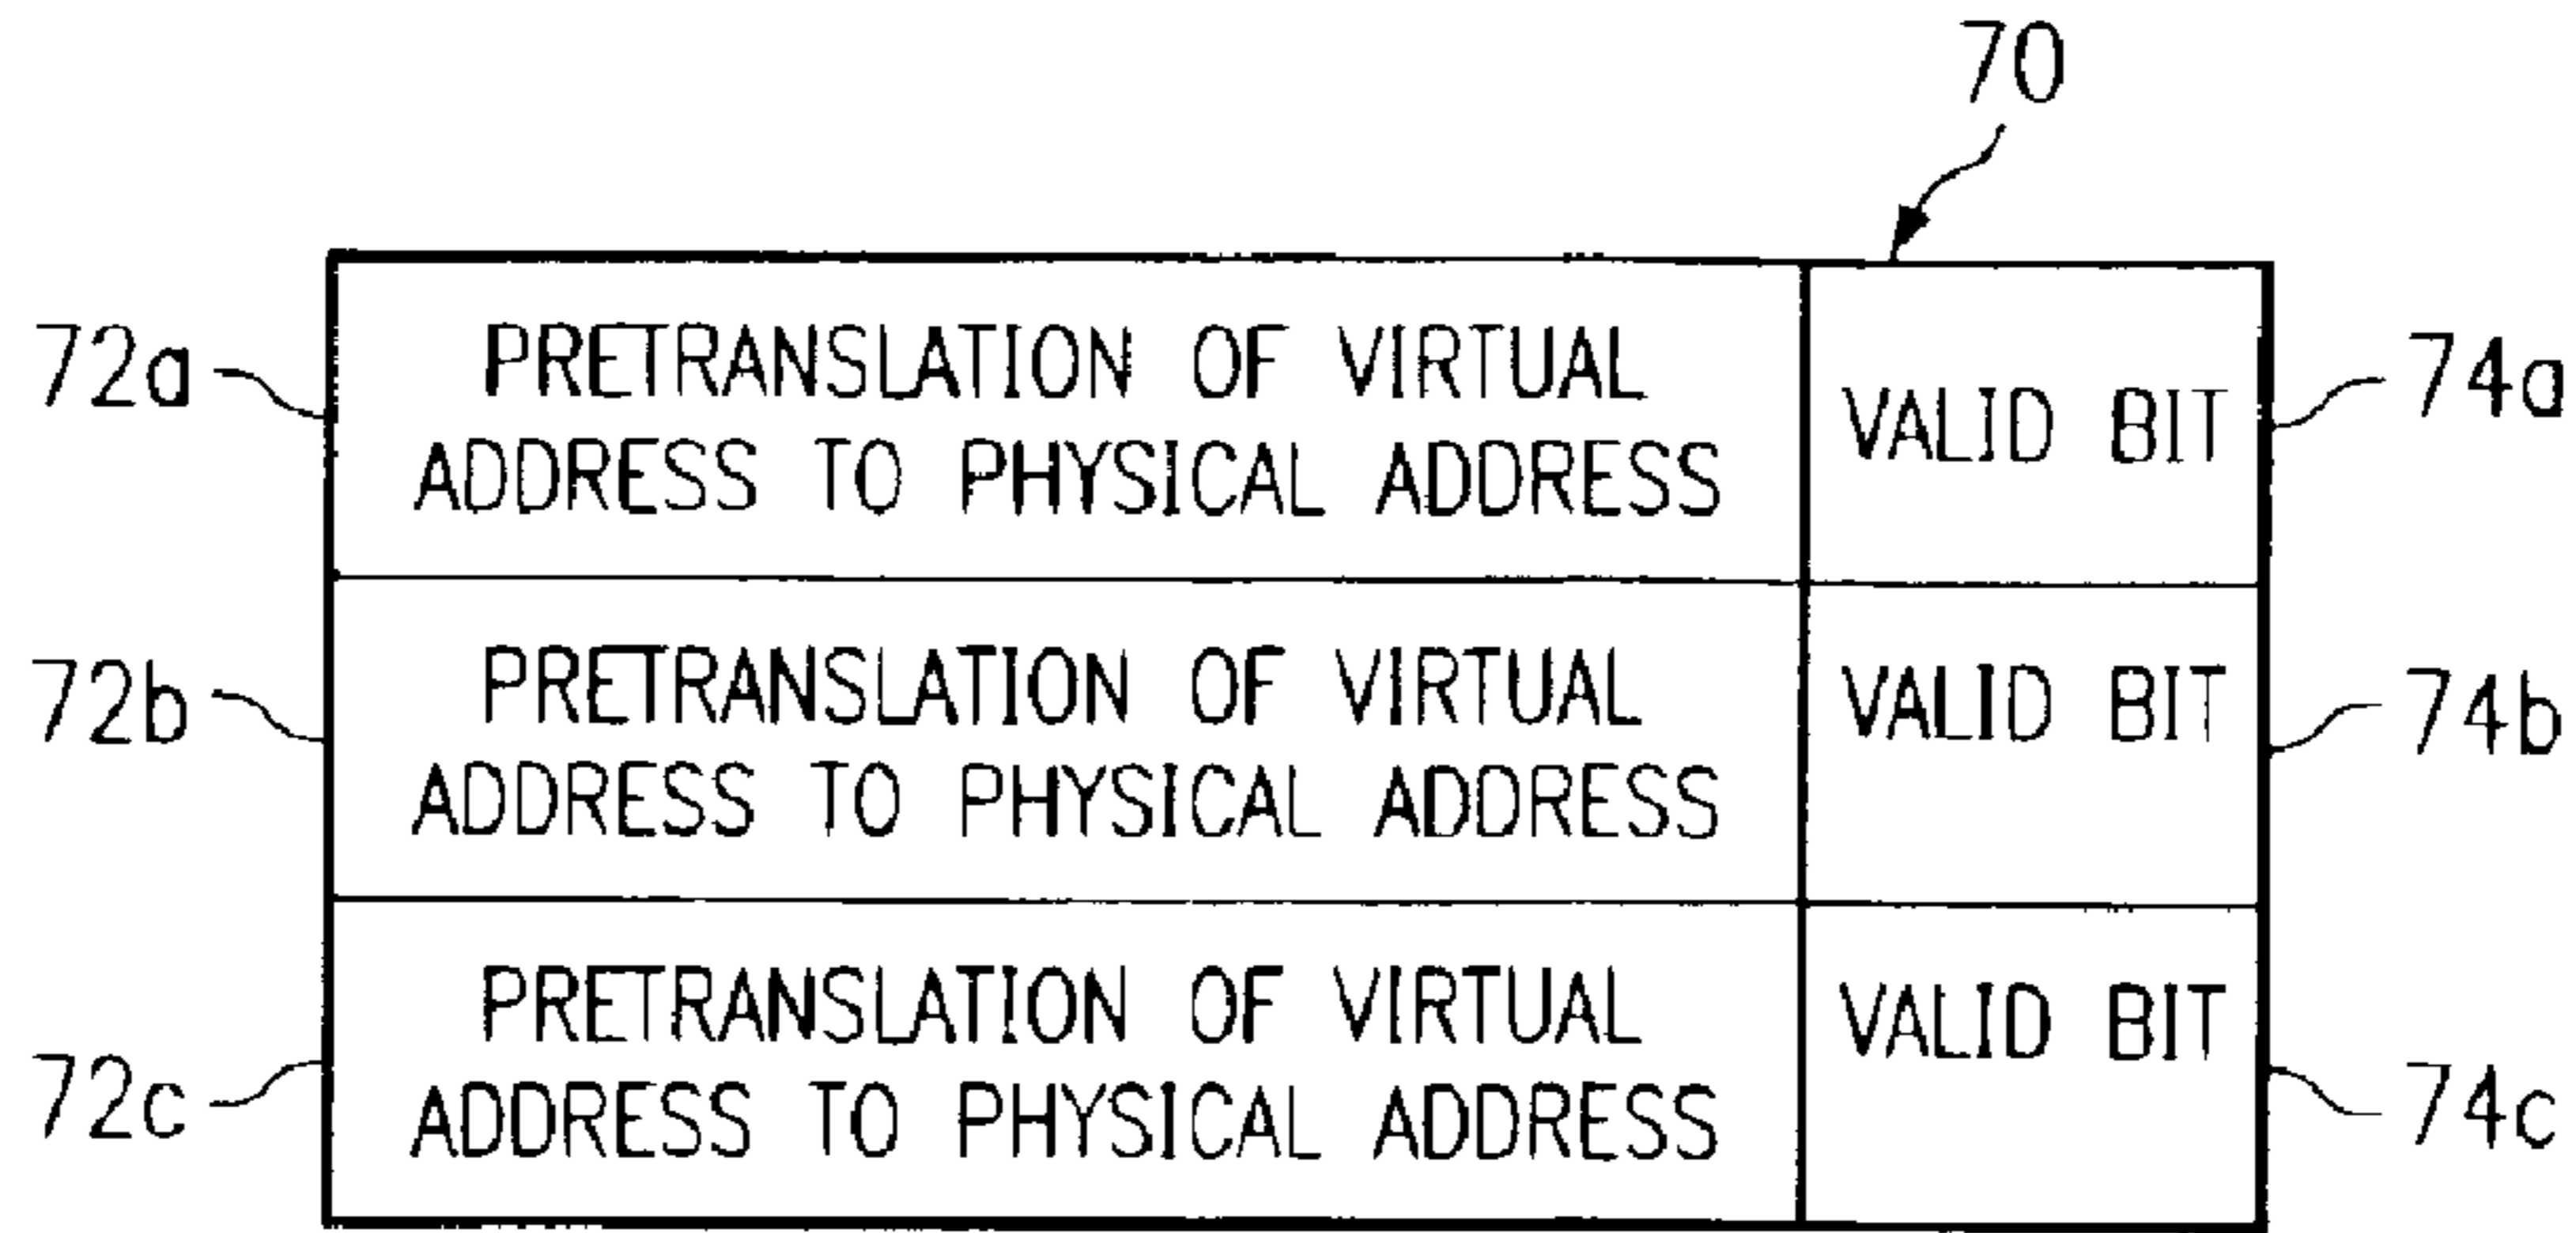 70
72a
PRETRANSLATION OF VIRTUAL
ADDRESS TO PHYSICAL ADDRESS
VALID BIT
74a
72b
PRETRANSLATION OF VIRTUAL
ADDRESS TO PHYSICAL ADDRESS
VALID BIT
74b
72c
PRETRANSLATION OF VIRTUAL
ADDRESS TO PHYSICAL ADDRESS
VALID BIT
74c